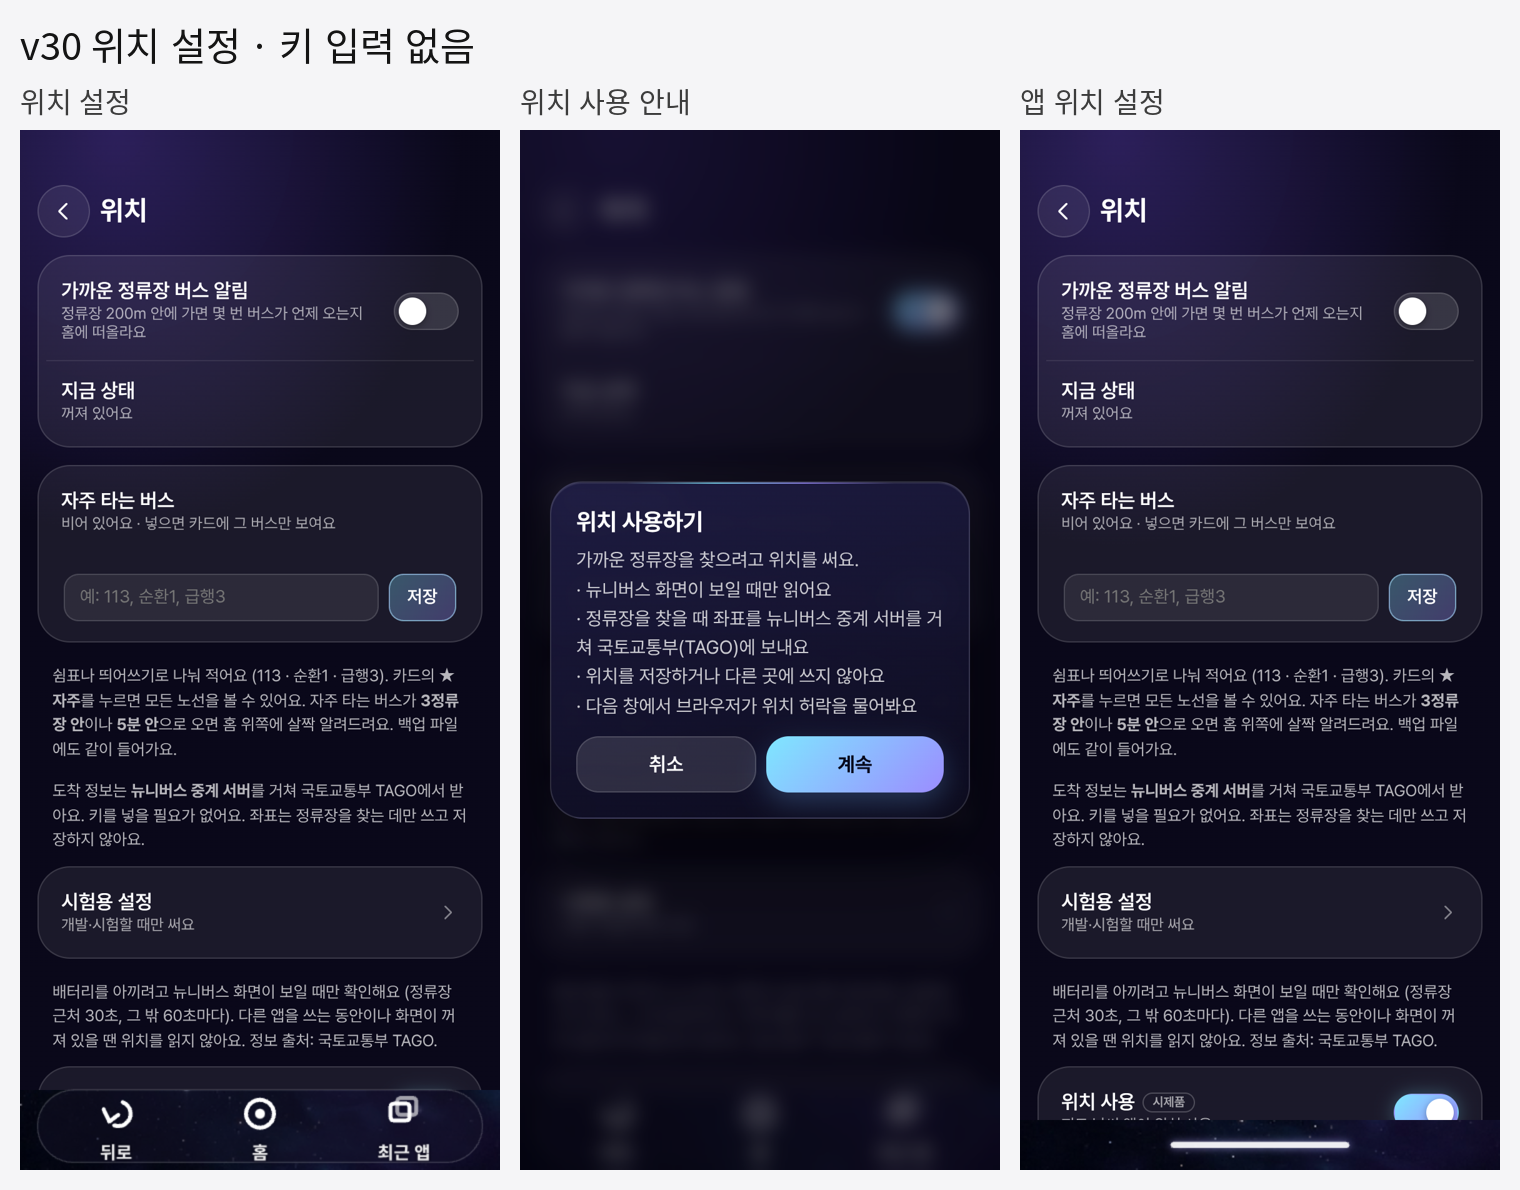 v30 위치 설정 · 키 입력 없음
위치 설정
위치
가까운 정류장 버스 알림
정류장 200m 안에 가면 몇 번 버스가 언제 오는지
홈에 떠올라요
지금 상태
꺼져 있어요
자주 타는 버스
비어 있어요 · 넣으면 카드에 그 버스만 보여요
예: 113, 순환1, 급행3
저장
쉼표나 띄어쓰기로 나눠 적어요 (113 · 순환1 · 급행3). 카드의 ★
자주를 누르면 모든 노선을 볼 수 있어요. 자주 타는 버스가 3정류
장 안이나 5분 안으로 오면 홈 위쪽에 살짝 알려드려요. 백업 파일
에도 같이 들어가요.
도착 정보는 뉴니버스 중계 서버를 거쳐 국토교통부 TAGO에서 받
아요. 키를 넣을 필요가 없어요. 좌표는 정류장을 찾는 데만 쓰고 저
장하지 않아요.
시험용 설정
개발·시험할 때만 써요
배터리를 아끼려고 뉴니버스 화면이 보일 때만 확인해요 (정류장
근처 30초, 그 밖 60초마다). 다른 앱을 쓰는 동안이나 화면이 꺼
져 있을 땐 위치를 읽지 않아요. 정보 출처: 국토교통부 TAGO.
뒤로
홈
최근 앱
위치 사용 안내
위치 사용하기
가까운 정류장을 찾으려고 위치를 써요.
· 뉴니버스 화면이 보일 때만 읽어요
· 정류장을 찾을 때 좌표를 뉴니버스 중계 서버를 거
쳐 국토교통부(TAGO)에 보내요
· 위치를 저장하거나 다른 곳에 쓰지 않아요
· 다음 창에서 브라우저가 위치 허락을 물어봐요
취소
계속
앱 위치 설정
위치
가까운 정류장 버스 알림
정류장 200m 안에 가면 몇 번 버스가 언제 오는지
홈에 떠올라요
지금 상태
꺼져 있어요
자주 타는 버스
비어 있어요 · 넣으면 카드에 그 버스만 보여요
예: 113, 순환1, 급행3
저장
쉼표나 띄어쓰기로 나눠 적어요 (113 · 순환1 · 급행3). 카드의 ★
자주를 누르면 모든 노선을 볼 수 있어요. 자주 타는 버스가 3정류
장 안이나 5분 안으로 오면 홈 위쪽에 살짝 알려드려요. 백업 파일
에도 같이 들어가요.
도착 정보는 뉴니버스 중계 서버를 거쳐 국토교통부 TAGO에서 받
아요. 키를 넣을 필요가 없어요. 좌표는 정류장을 찾는 데만 쓰고 저
장하지 않아요.
시험용 설정
개발·시험할 때만 써요
배터리를 아끼려고 뉴니버스 화면이 보일 때만 확인해요 (정류장
근처 30초, 그 밖 60초마다). 다른 앱을 쓰는 동안이나 화면이 꺼
져 있을 땐 위치를 읽지 않아요. 정보 출처: 국토교통부 TAGO.
위치 사용 시제품